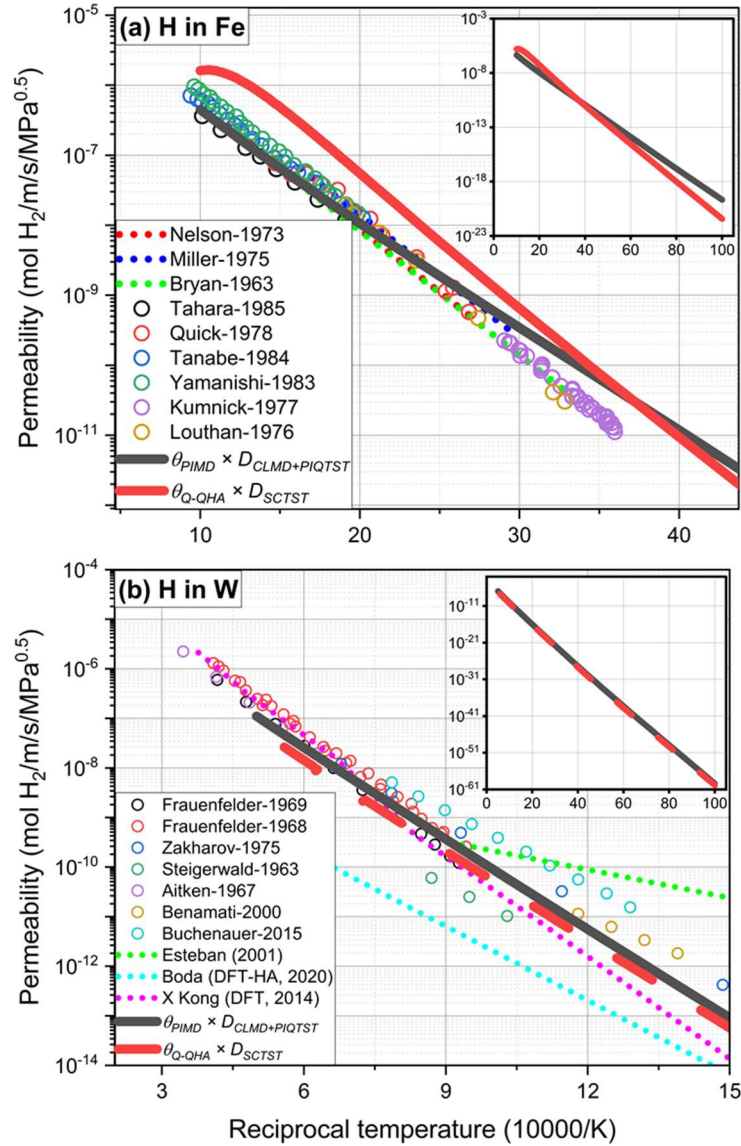 (a) H in Fe
10⁻⁵
10⁻⁷
10⁻⁹
10⁻¹¹
Permeability (mol H₂/m/s/MPa⁰·⁵)
10⁻³
10⁻⁸
10⁻¹³
10⁻¹⁸
10⁻²³
0 20 40 60 80 100
Nelson-1973
Miller-1975
Bryan-1963
Tahara-1985
Quick-1978
Tanabe-1984
Yamanishi-1983
Kumnick-1977
Louthan-1976
θPIMD × DCLMD+PIQTST
θQ-QHA × DSCTST
10 20 30 40
(b) H in W
10⁻⁴
10⁻⁶
10⁻⁸
10⁻¹⁰
10⁻¹²
10⁻¹⁴
Permeability (mol H₂/m/s/MPa⁰·⁵)
10⁻¹¹
10⁻²¹
10⁻³¹
10⁻⁴¹
10⁻⁵¹
10⁻⁶¹
0 20 40 60 80 100
Frauenfelder-1969
Frauenfelder-1968
Zakharov-1975
Steigerwald-1963
Aitken-1967
Benamati-2000
Buchenauer-2015
Esteban (2001)
Boda (DFT-HA, 2020)
X Kong (DFT, 2014)
θPIMD × DCLMD+PIQTST
θQ-QHA × DSCTST
3 6 9 12 15
Reciprocal temperature (10000/K)